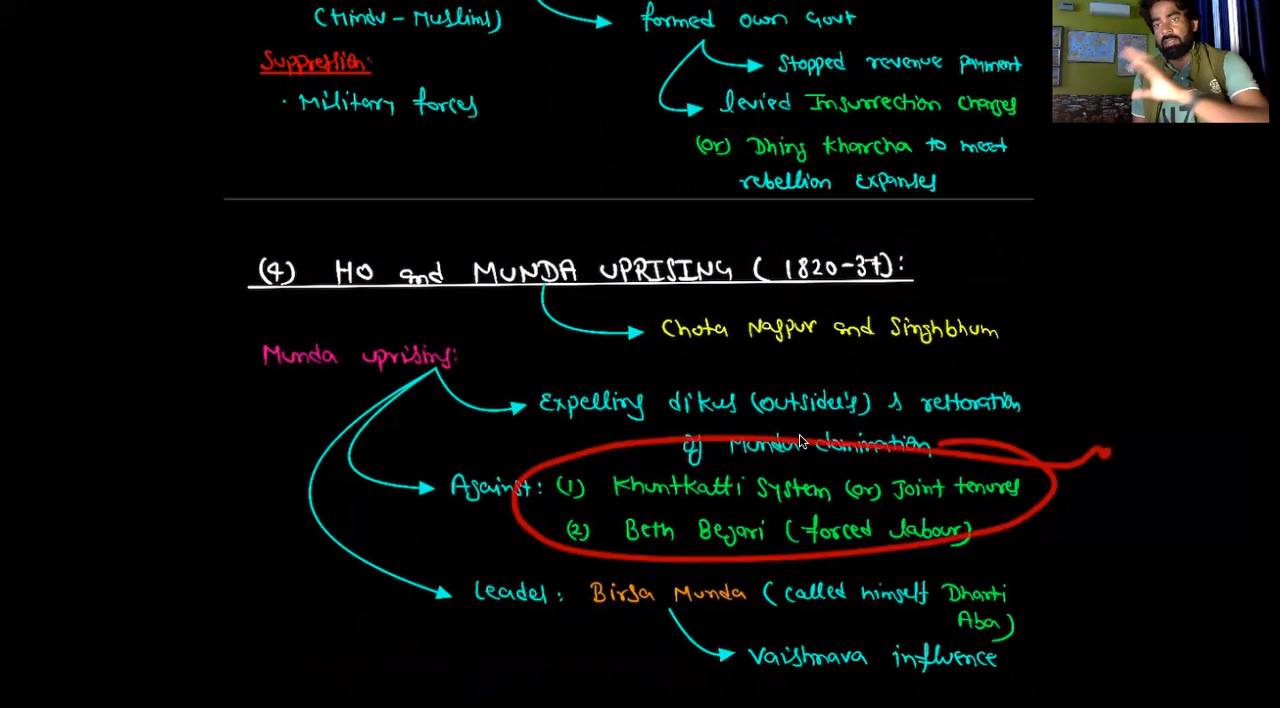 (Hindu - Muslims)
formed own Govt
Suppression:
stopped revenue payment
· Military forces
levied Insurrection Charges
(or) Dhing Kharcha to meet
rebellion expanses
(4) HO and MUNDA UPRISING (1820-37):
Chota Nagpur and Singhbhum
Munda uprising:
Expelling dikus (outsider's) & restoration
of Munda domination
Against: (1) Khuntkatti System (or) Joint tenures
(2) Beth Begari (forced labour)
leader: Birsa Munda (called himself Dharti
Aba)
Vaishnava influence